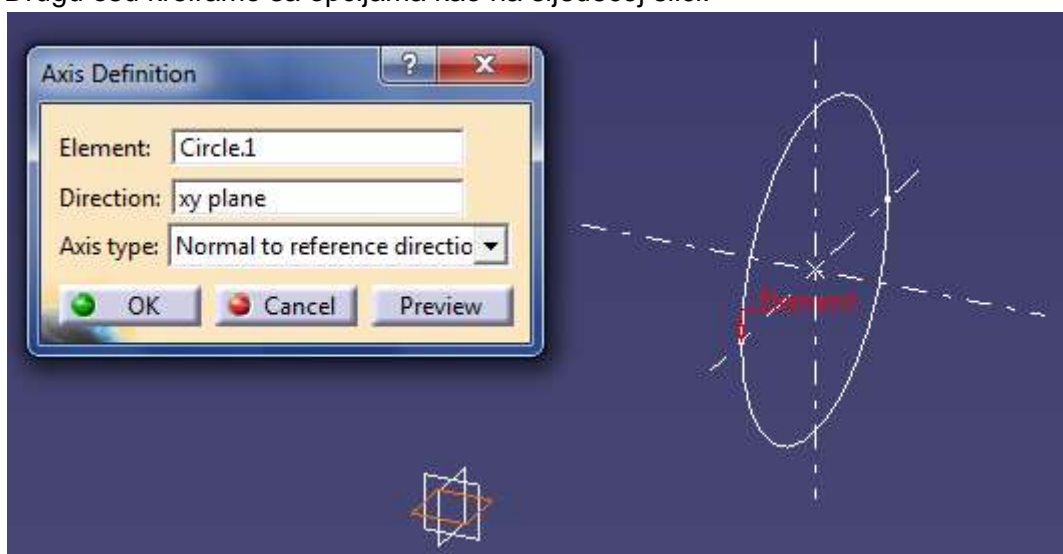 Drugu osu kreiramo sa opcijama kao na sljedećoj slici.
Axis Definition
?
Element: Circle.1
Direction: xy plane
Axis type: Normal to reference directio
OK Cancel Preview
Element